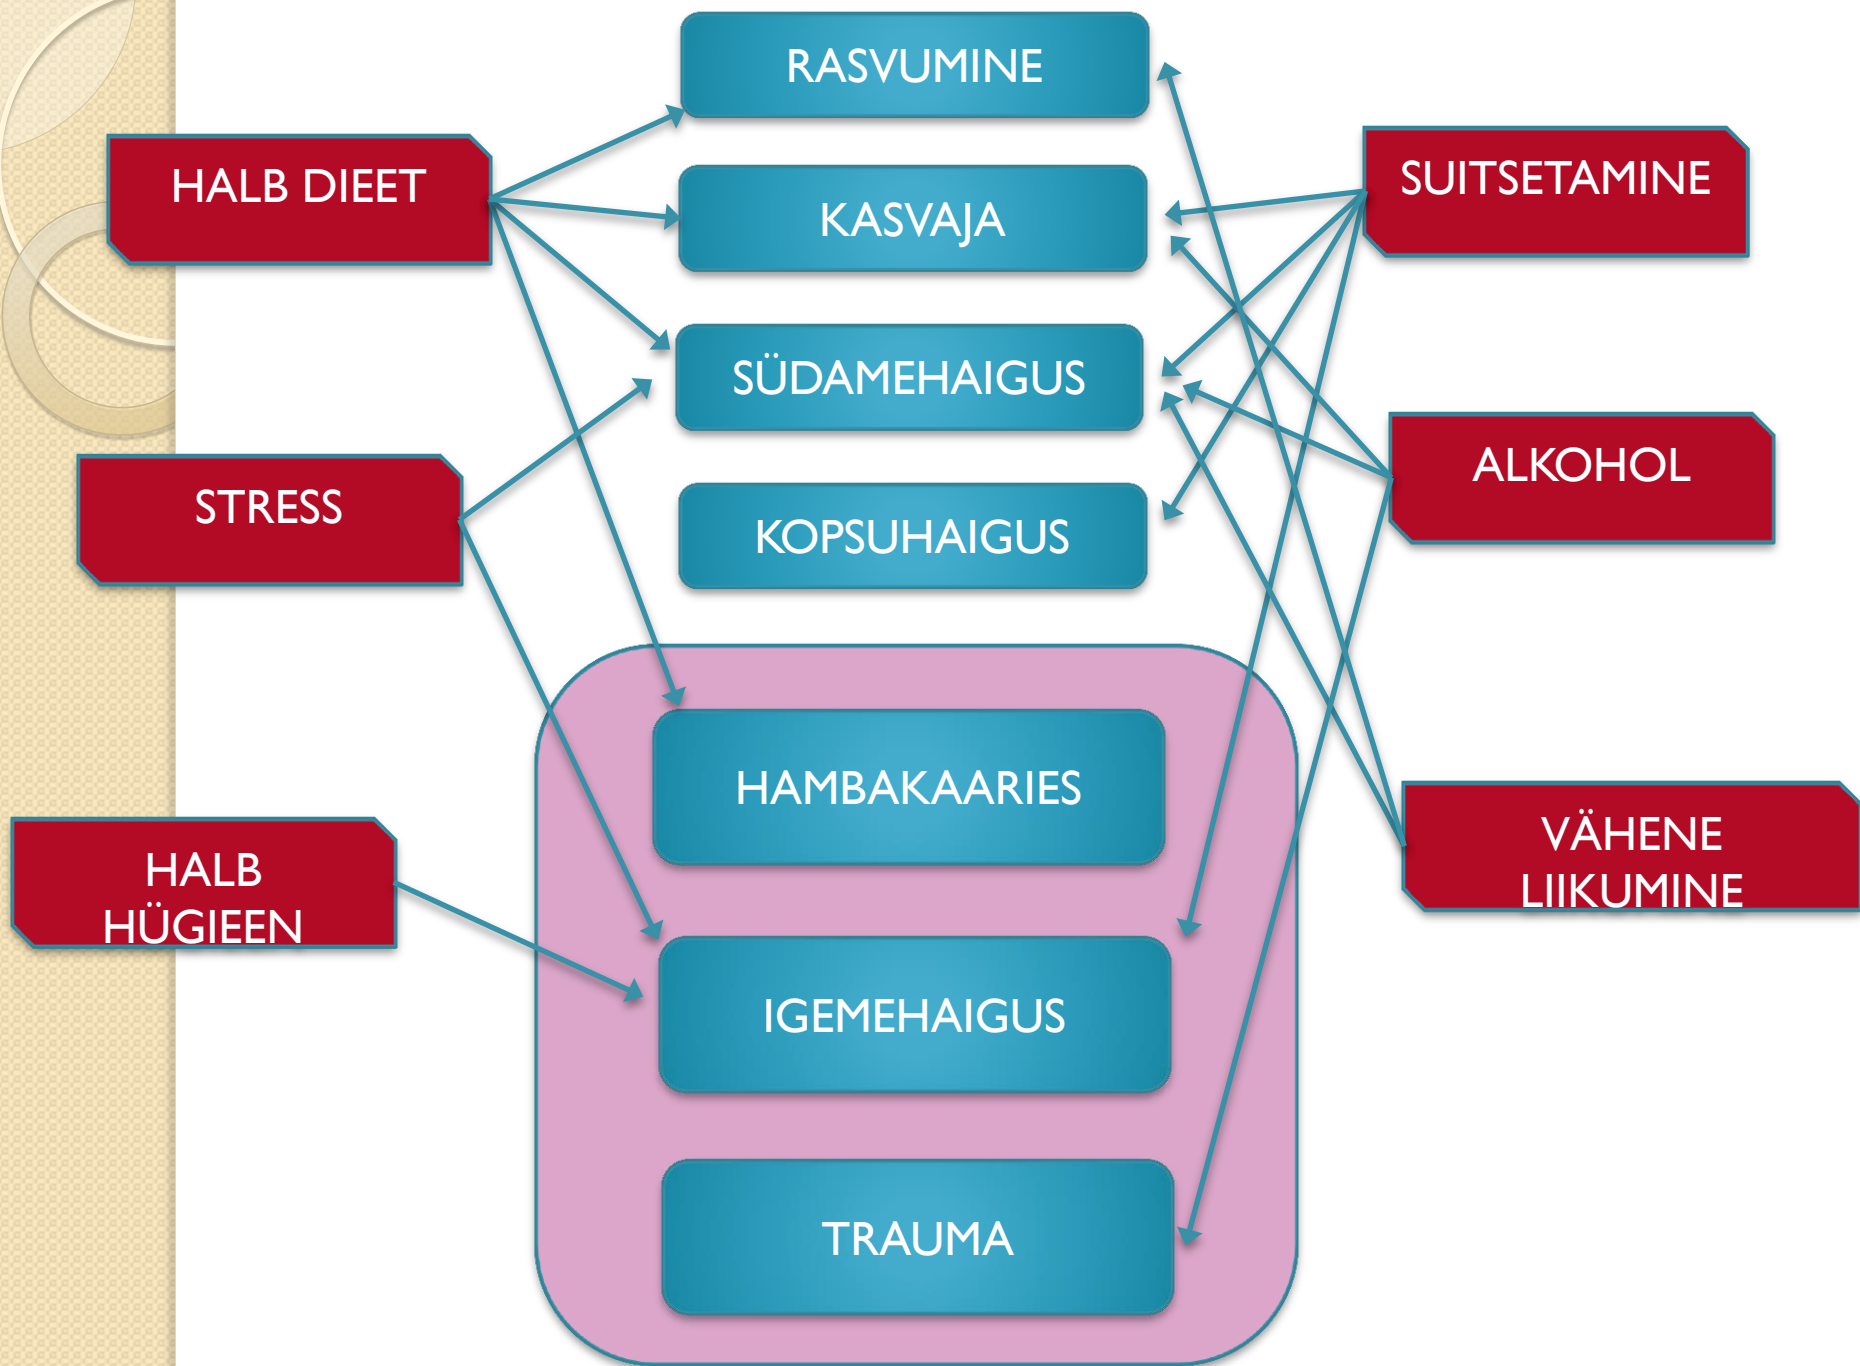 RASVUMINE
HALB DIEET
SUITSETAMINE
KASVAJA
SÜDAMEHAIGUS
STRESS
ALKOHOL
KOPSUHAIGUS
HAMBAKAARIES
HALB
HÜGIEEN
VÄHENE
LIIKUMINE
IGEMEHAIGUS
TRAUMA